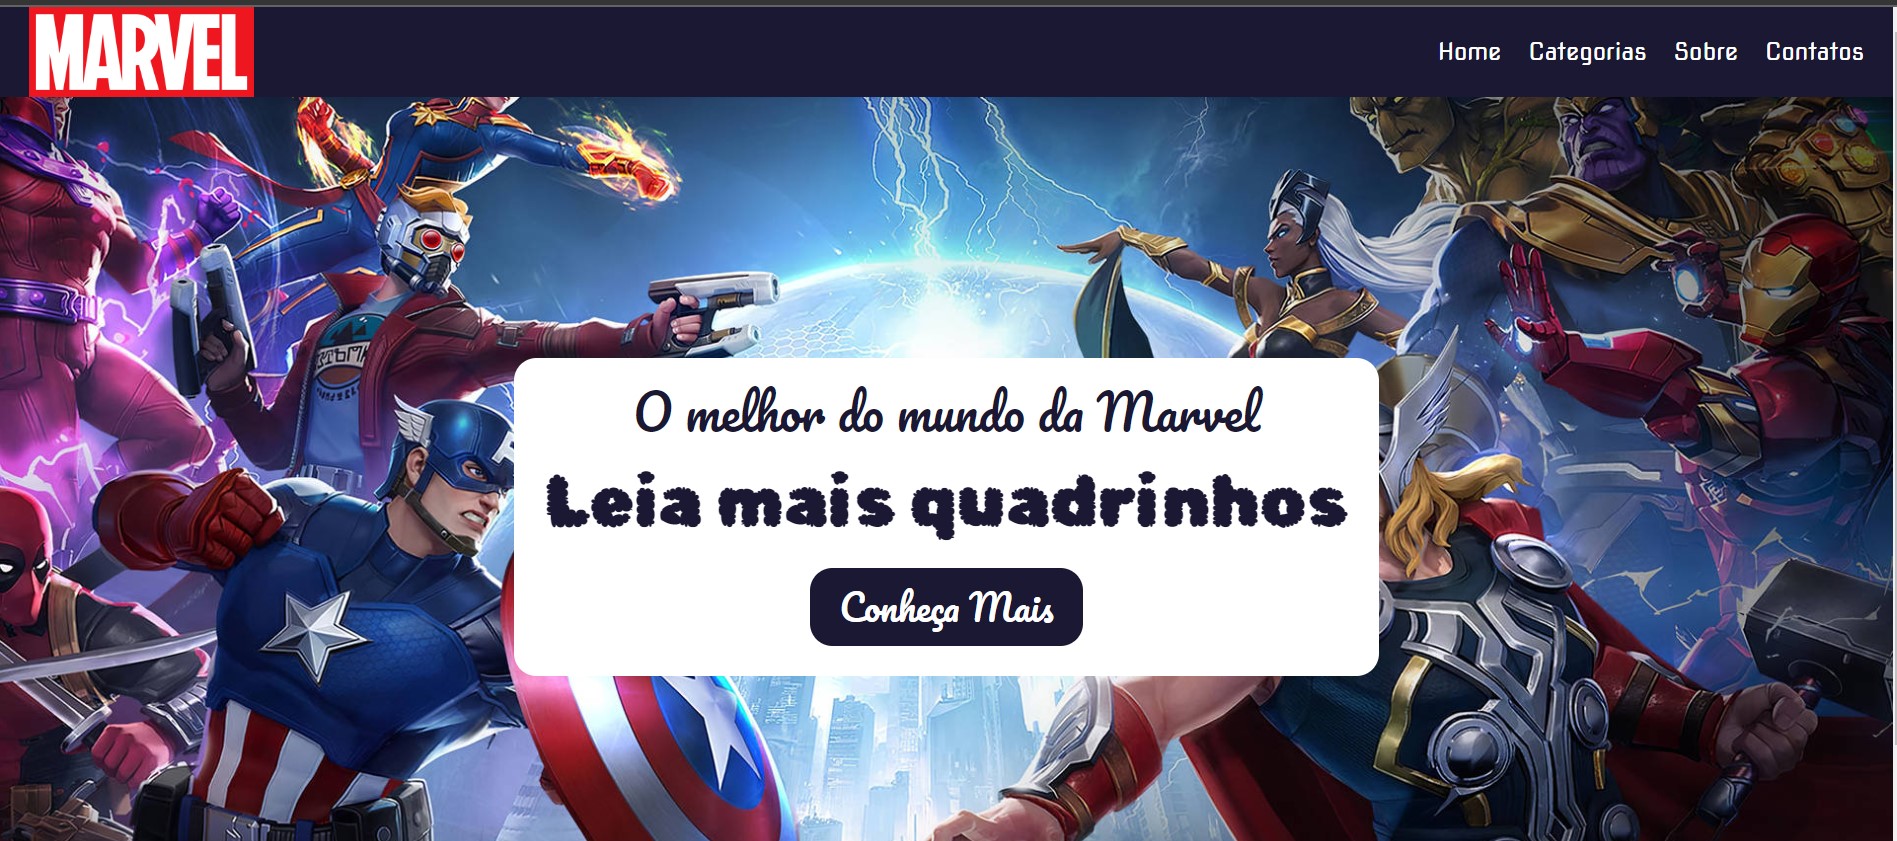 MARVEL
Home Categorias Sobre Contatos
O melhor do mundo da Marvel
Leia mais quadrinhos
Conheça Mais